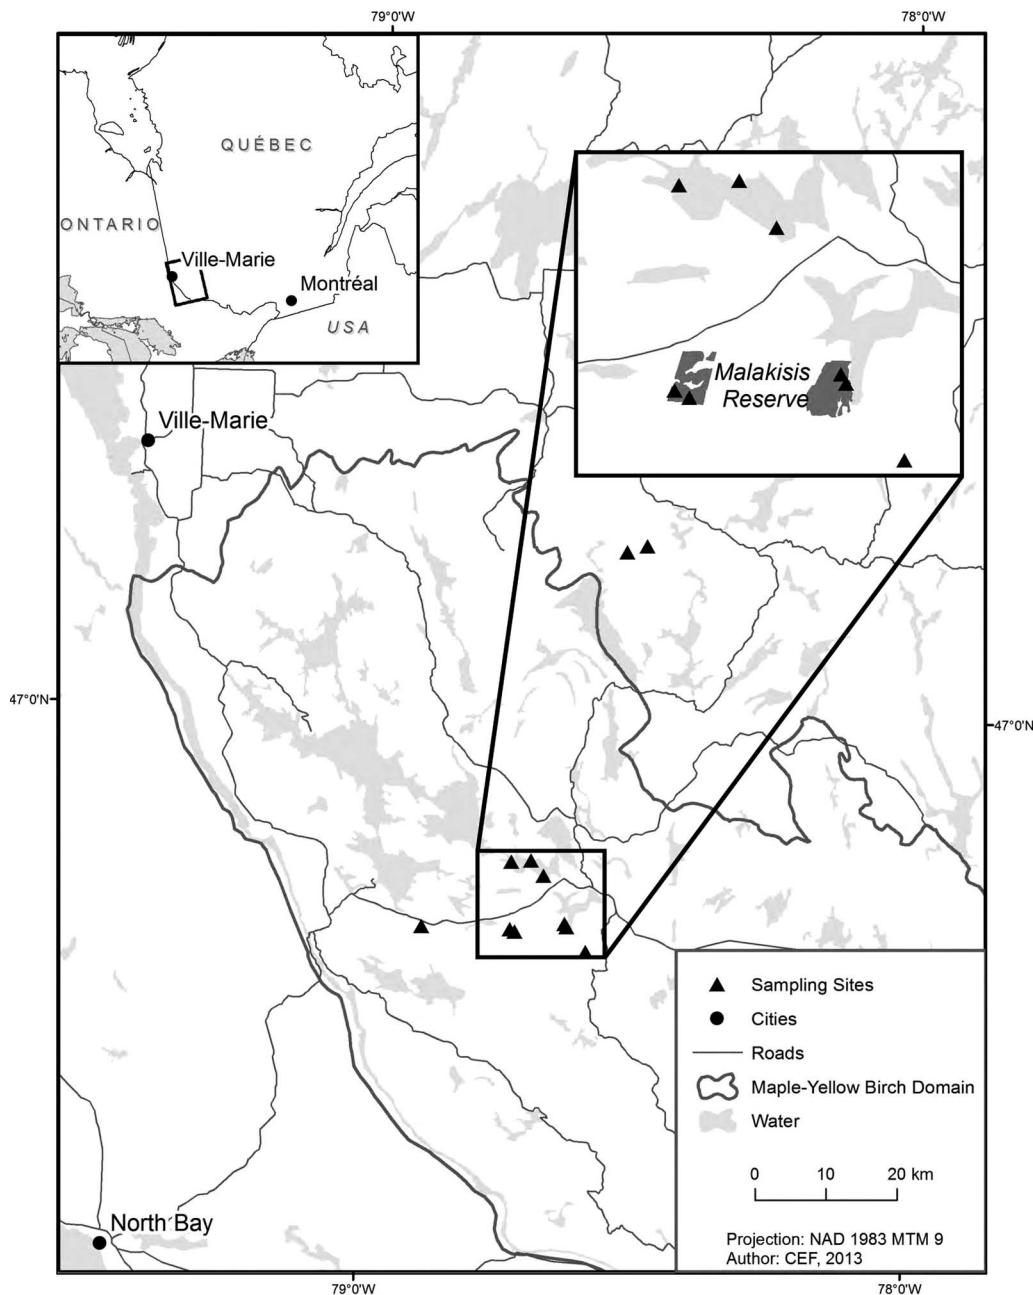 79°0'W
78°0'W
QUÉBEC
ONTARIO
Ville-Marie
Montréal
USA
Malakisis
Reserve
Ville-Marie
47°0'N
47°0'N
Sampling Sites
Cities
Roads
Maple-Yellow Birch Domain
Water
0 10 20 km
Projection: NAD 1983 MTM 9
Author: CEF, 2013
North Bay
79°0'W
78°0'W